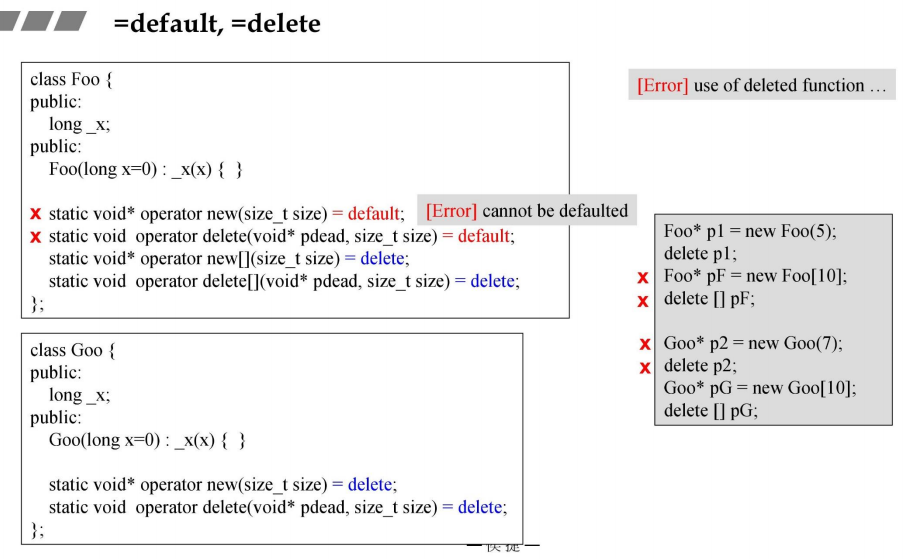 =default, =delete
class Foo {
public:
long _x;
public:
Foo(long x=0) : _x(x) { }
x static void* operator new(size_t size) = default; [Error] cannot be defaulted
x static void operator delete(void* pdead, size_t size) = default;
static void* operator new[](size_t size) = delete;
static void operator delete[](void* pdead, size_t size) = delete;
};
class Goo {
public:
long _x;
public:
Goo(long x=0) : _x(x) { }
static void* operator new(size_t size) = delete;
static void operator delete(void* pdead, size_t size) = delete;
};
[Error] use of deleted function …
Foo* p1 = new Foo(5);
delete p1;
x Foo* pF = new Foo[10];
x delete [] pF;
x Goo* p2 = new Goo(7);
x delete p2;
Goo* pG = new Goo[10];
delete [] pG;